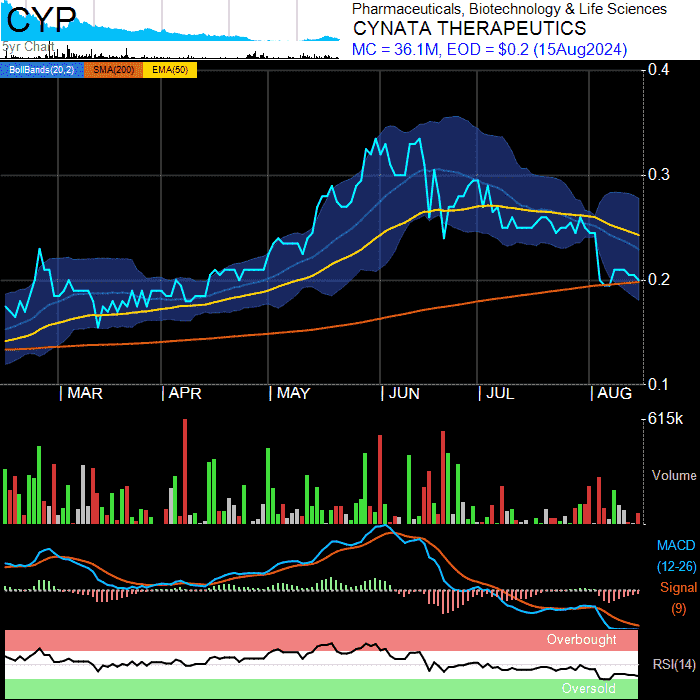 CYP
5yr Chart
Pharmaceuticals, Biotechnology & Life Sciences
CYNATA THERAPEUTICS
MC = 36.1M, EOD = $0.2 (15Aug2024)
BollBands(20,2) SMA(200) EMA(50)
0.4
0.3
0.2
0.1
MAR APR MAY JUN JUL AUG
615k
Volume
MACD
(12-26)
Signal
(9)
Overbought
RSI(14)
Oversold